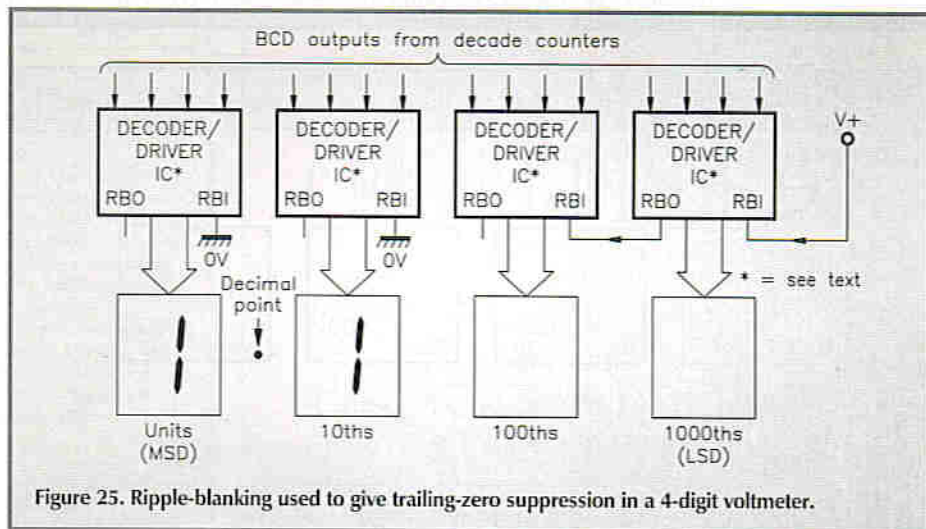 BCD outputs from decade counters
V+
DECODER/
DRIVER
IC*
RBO RBI
DECODER/
DRIVER
IC*
RBO RBI
DECODER/
DRIVER
IC*
RBO RBI
DECODER/
DRIVER
IC*
RBO RBI
0V
0V
* = see text
Decimal
point
Units
(MSD)
10ths
100ths
1000ths
(LSD)
Figure 25. Ripple-blanking used to give trailing-zero suppression in a 4-digit voltmeter.